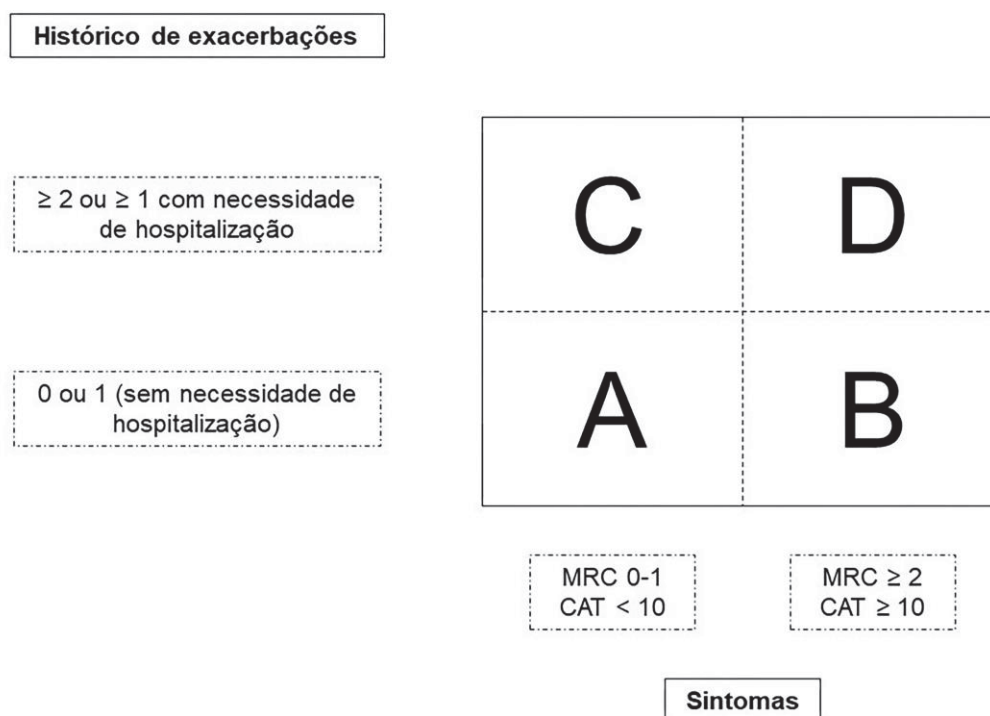 Histórico de exacerbações
≥ 2 ou ≥ 1 com necessidade
de hospitalização
C
D
0 ou 1 (sem necessidade de
hospitalização)
A
B
MRC 0-1
CAT < 10
MRC ≥ 2
CAT ≥ 10
Sintomas